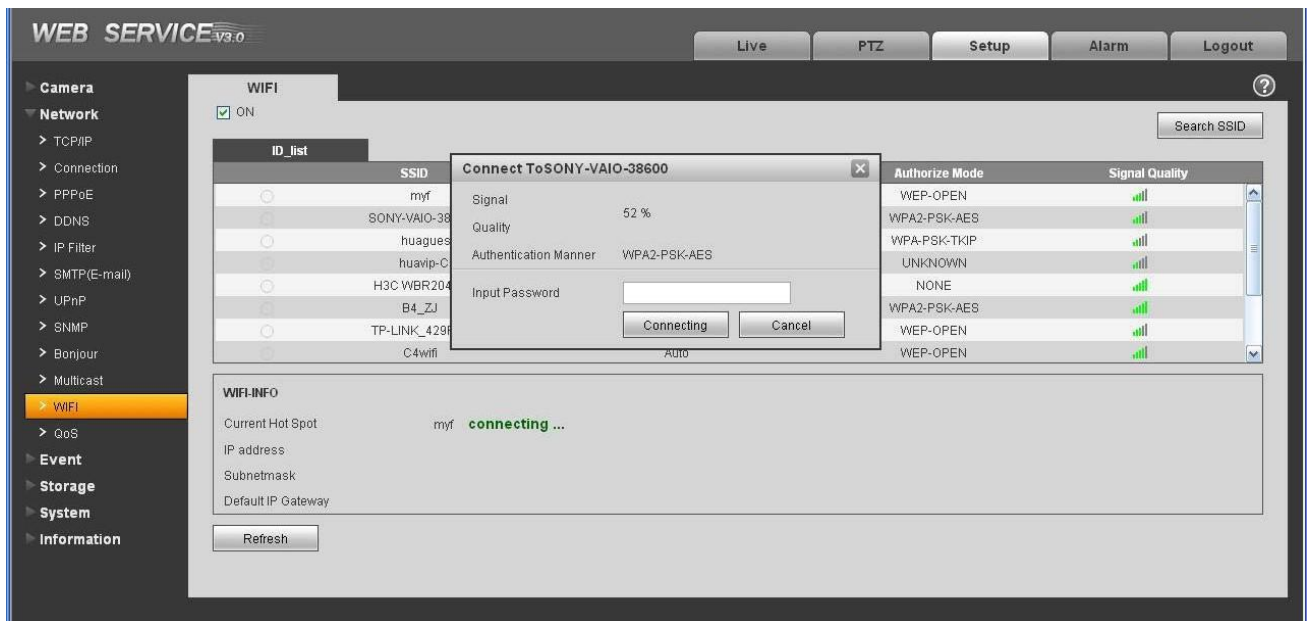 WEB SERVICE V3.0
Live PTZ Setup Alarm Logout
Camera
Network
TCP/IP
Connection
PPPoE
DDNS
IP Filter
SMTP(E-mail)
UPnP
SNMP
Bonjour
Multicast
WIFI
QoS
Event
Storage
System
Information
WIFI
ON
Search SSID
ID_list
SSID Authorize Mode Signal Quality
myf WEP-OPEN
SONY-VAIO-38 WPA2-PSK-AES
huagues WPA-PSK-TKIP
huavip-C UNKNOWN
H3C WBR204 NONE
B4_ZJ WPA2-PSK-AES
TP-LINK_429 WEP-OPEN
C4wifi Auto WEP-OPEN
Connect ToSONY-VAIO-38600
Signal
Quality
52 %
Authentication Manner WPA2-PSK-AES
Input Password
Connecting Cancel
WIFI-INFO
Current Hot Spot myf connecting ...
IP address
Subnetmask
Default IP Gateway
Refresh